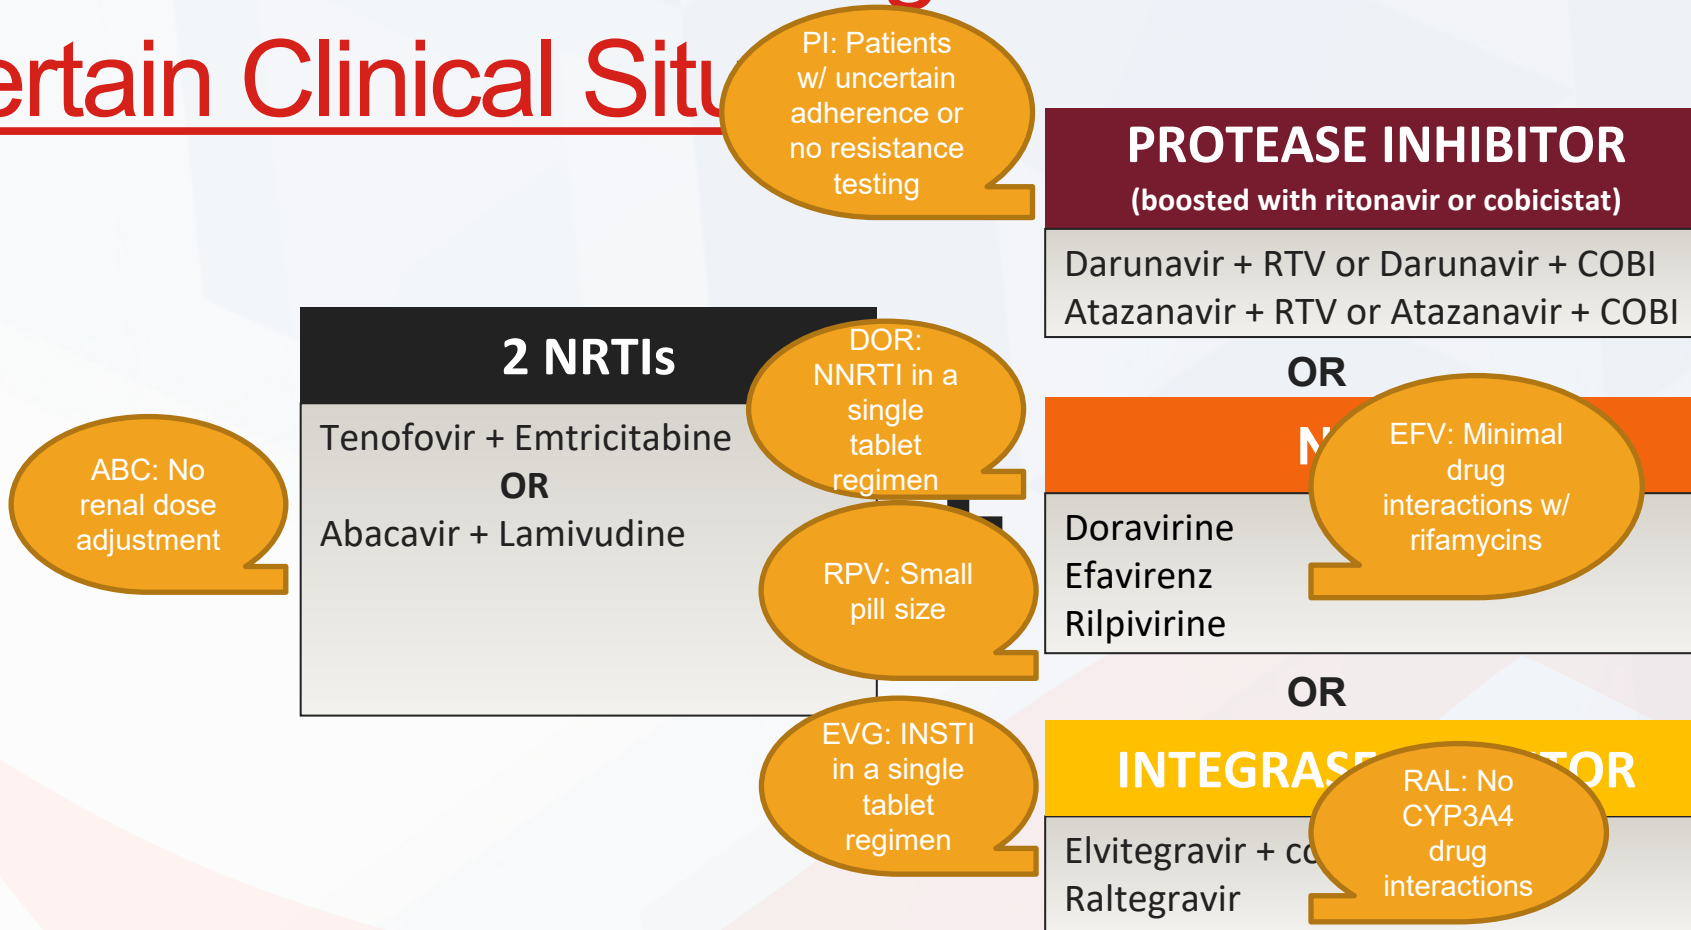 ertain Clinical Situ
PI: Patients
w/ uncertain
adherence or
no resistance
testing
PROTEASE INHIBITOR
(boosted with ritonavir or cobicistat)
Darunavir + RTV or Darunavir + COBI
Atazanavir + RTV or Atazanavir + COBI
OR
2 NRTIs
Tenofovir + Emtricitabine
OR
Abacavir + Lamivudine
ABC: No
renal dose
adjustment
DOR:
NNRTI in a
single
tablet
regimen
RPV: Small
pill size
N
EFV: Minimal
drug
interactions w/
rifamycins
Doravirine
Efavirenz
Rilpivirine
OR
EVG: INSTI
in a single
tablet
regimen
INTEGRAS TOR
RAL: No
CYP3A4
drug
interactions
Elvitegravir + co
Raltegravir